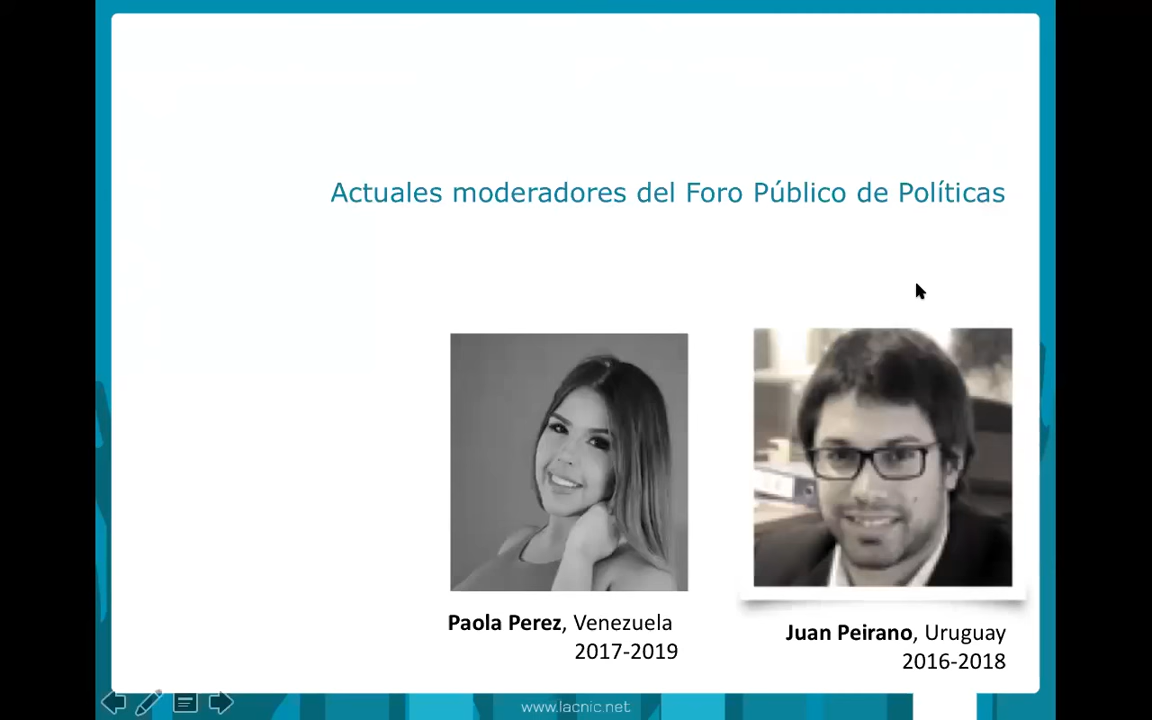 Actuales moderadores del Foro Público de Políticas
Paola Perez, Venezuela
2017-2019
Juan Peirano, Uruguay
2016-2018
www.lacnic.net